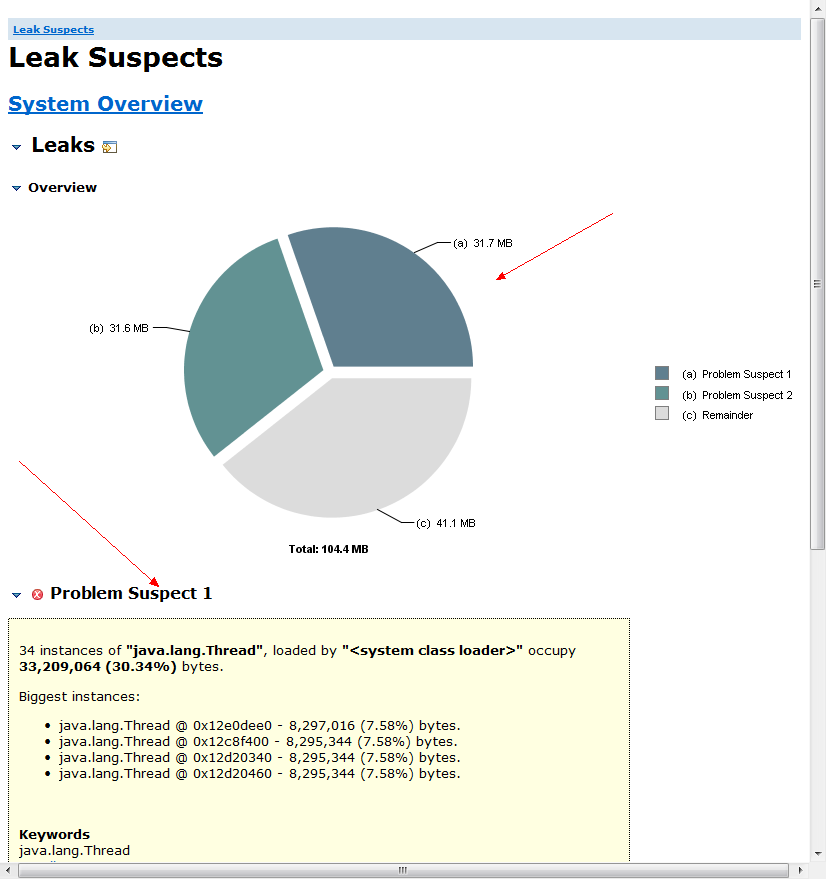 Leak Suspects
Leak Suspects
System Overview
Leaks
Overview
(a) 31.7 MB
(b) 31.6 MB
(a) Problem Suspect 1
(b) Problem Suspect 2
(c) Remainder
(c) 41.1 MB
Total: 104.4 MB
Problem Suspect 1
34 instances of "java.lang.Thread", loaded by "<system class loader>" occupy
33,209,064 (30.34%) bytes.
Biggest instances:
• java.lang.Thread @ 0x12e0dee0 - 8,297,016 (7.58%) bytes.
• java.lang.Thread @ 0x12c8f400 - 8,295,344 (7.58%) bytes.
• java.lang.Thread @ 0x12d20340 - 8,295,344 (7.58%) bytes.
• java.lang.Thread @ 0x12d20460 - 8,295,344 (7.58%) bytes.
Keywords
java.lang.Thread